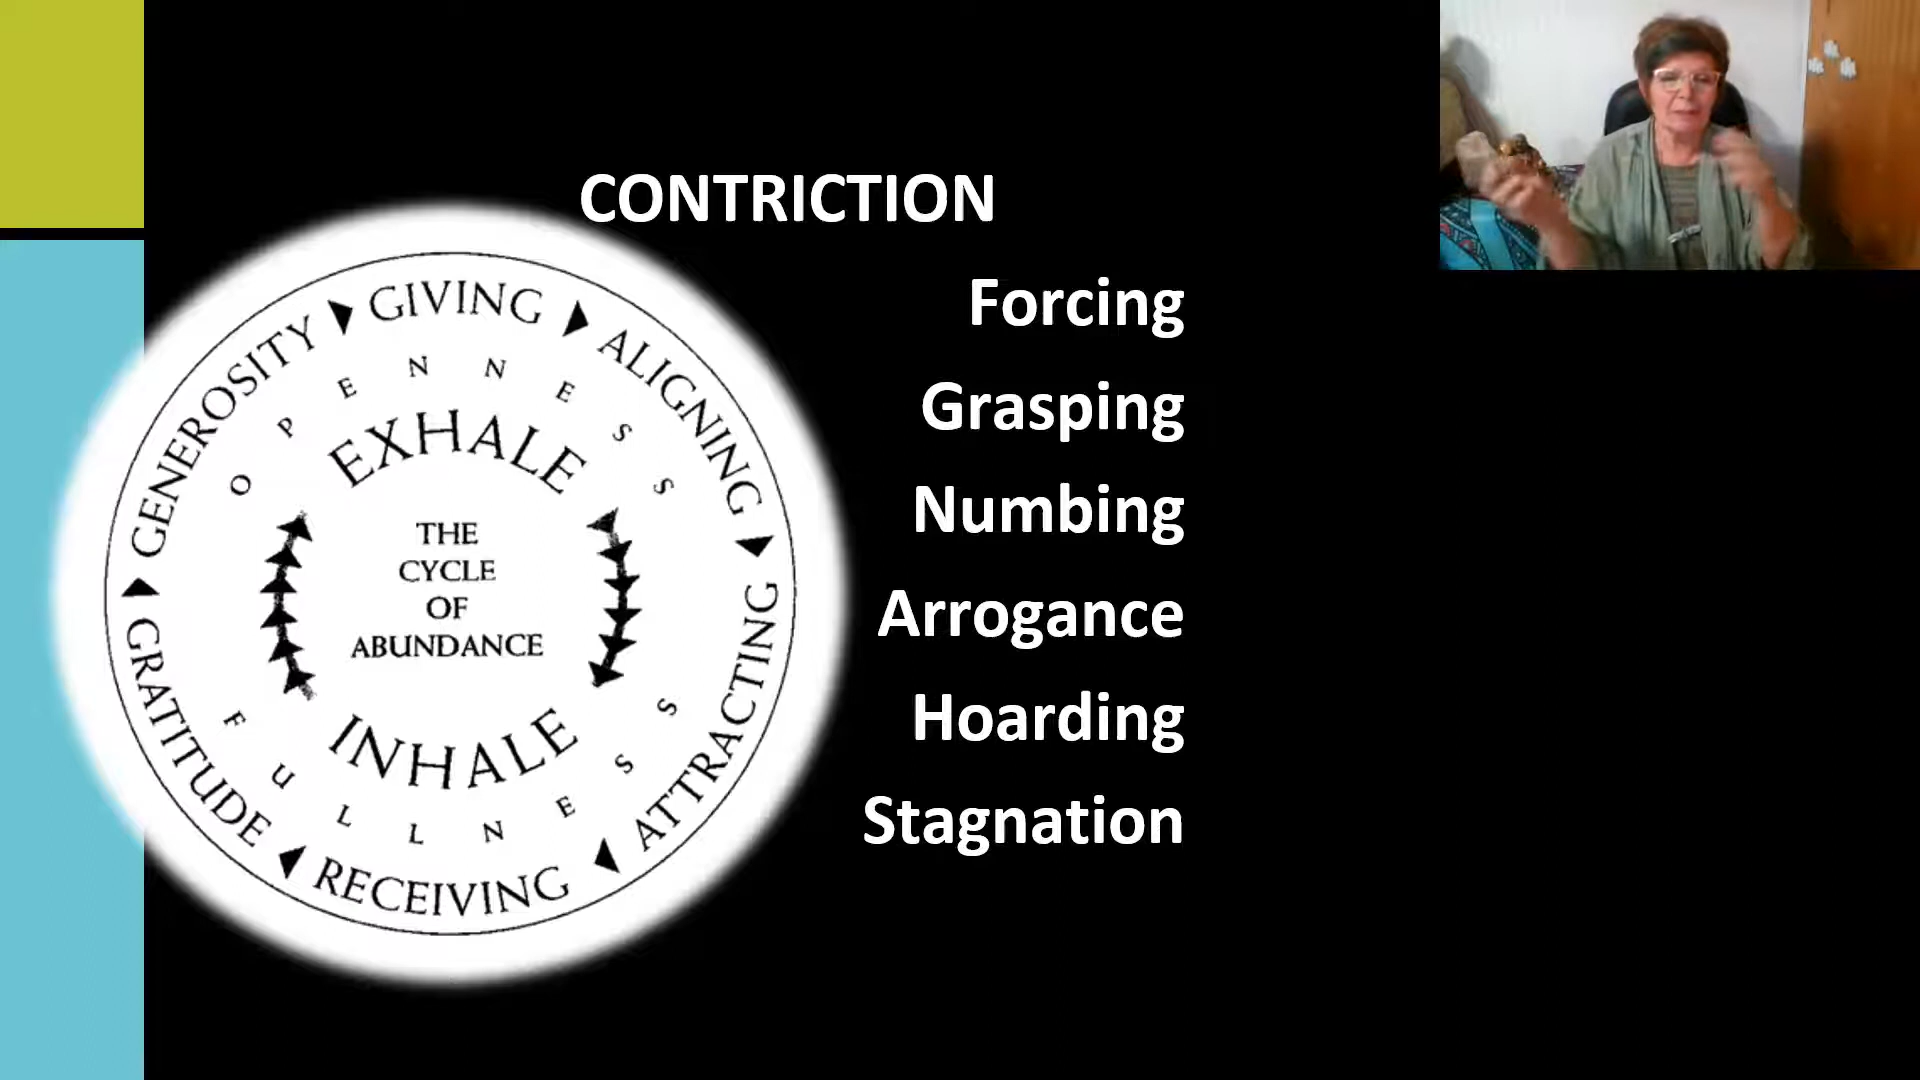 CONTRICTION
Forcing
Grasping
Numbing
Arrogance
Hoarding
Stagnation
GENEROSITY GIVING ALIGNING
ATTRACTING RECEIVING GRATITUDE
OPENNESS
EXHALE
THE
CYCLE
OF
ABUNDANCE
INHALE
FULLNESS